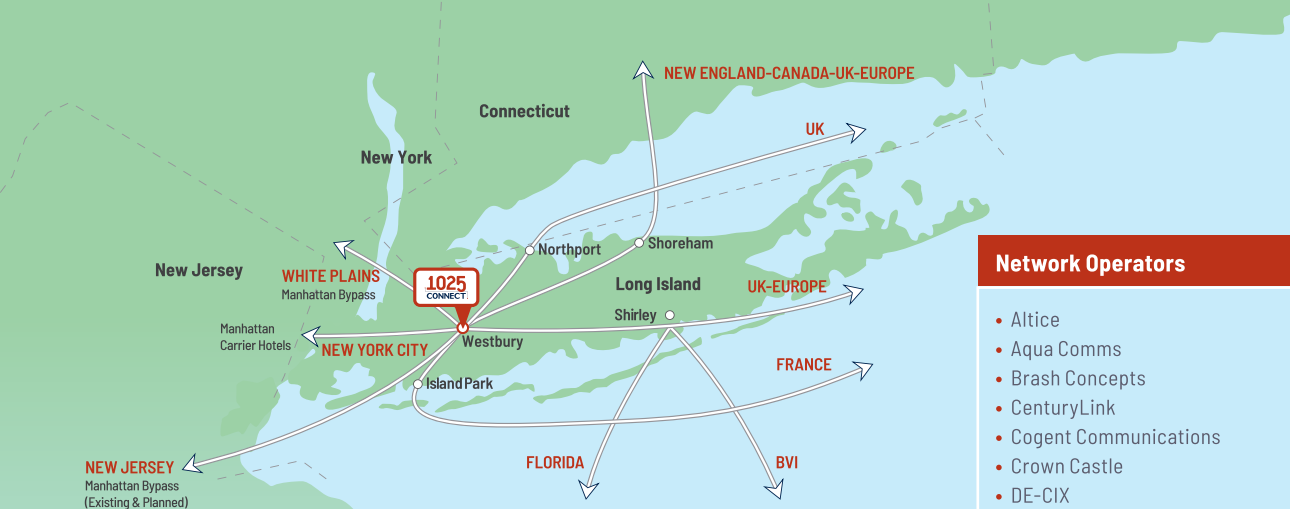 NEW ENGLAND-CANADA-UK-EUROPE
Connecticut
UK
New York
Northport
Shoreham
New Jersey
WHITE PLAINS
Manhattan Bypass
1025
CONNECT
Long Island
UK-EUROPE
Shirley
Manhattan
Carrier Hotels
NEW YORK CITY
Westbury
FRANCE
Island Park
NEW JERSEY
Manhattan Bypass
(Existing & Planned)
FLORIDA
BVI
Network Operators
• Altice
• Aqua Comms
• Brash Concepts
• CenturyLink
• Cogent Communications
• Crown Castle
• DE-CIX